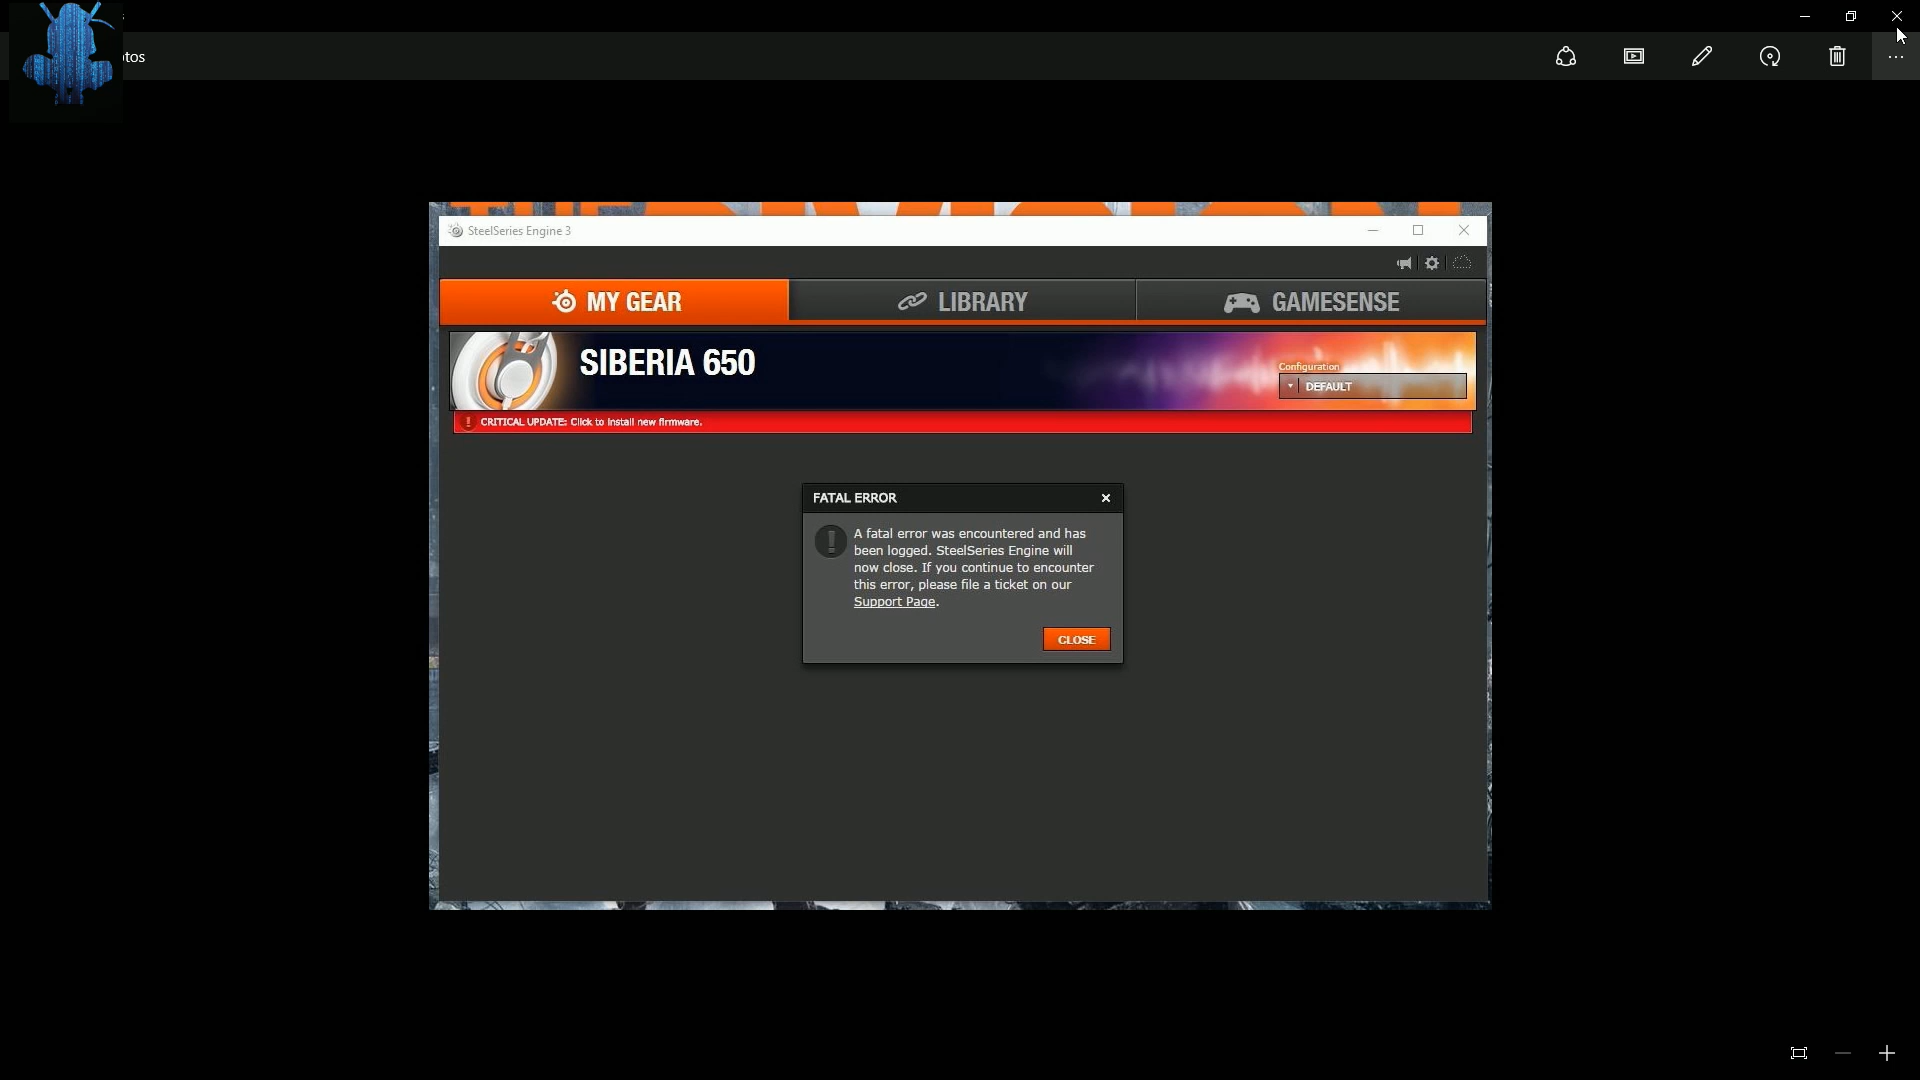 otos
SteelSeries Engine 3
MY GEAR
LIBRARY
GAMESENSE
SIBERIA 650
Configuration
DEFAULT
! CRITICAL UPDATE: Click to install new firmware.
FATAL ERROR
A fatal error was encountered and has
been logged. SteelSeries Engine will
now close. If you continue to encounter
this error, please file a ticket on our
Support Page.
CLOSE